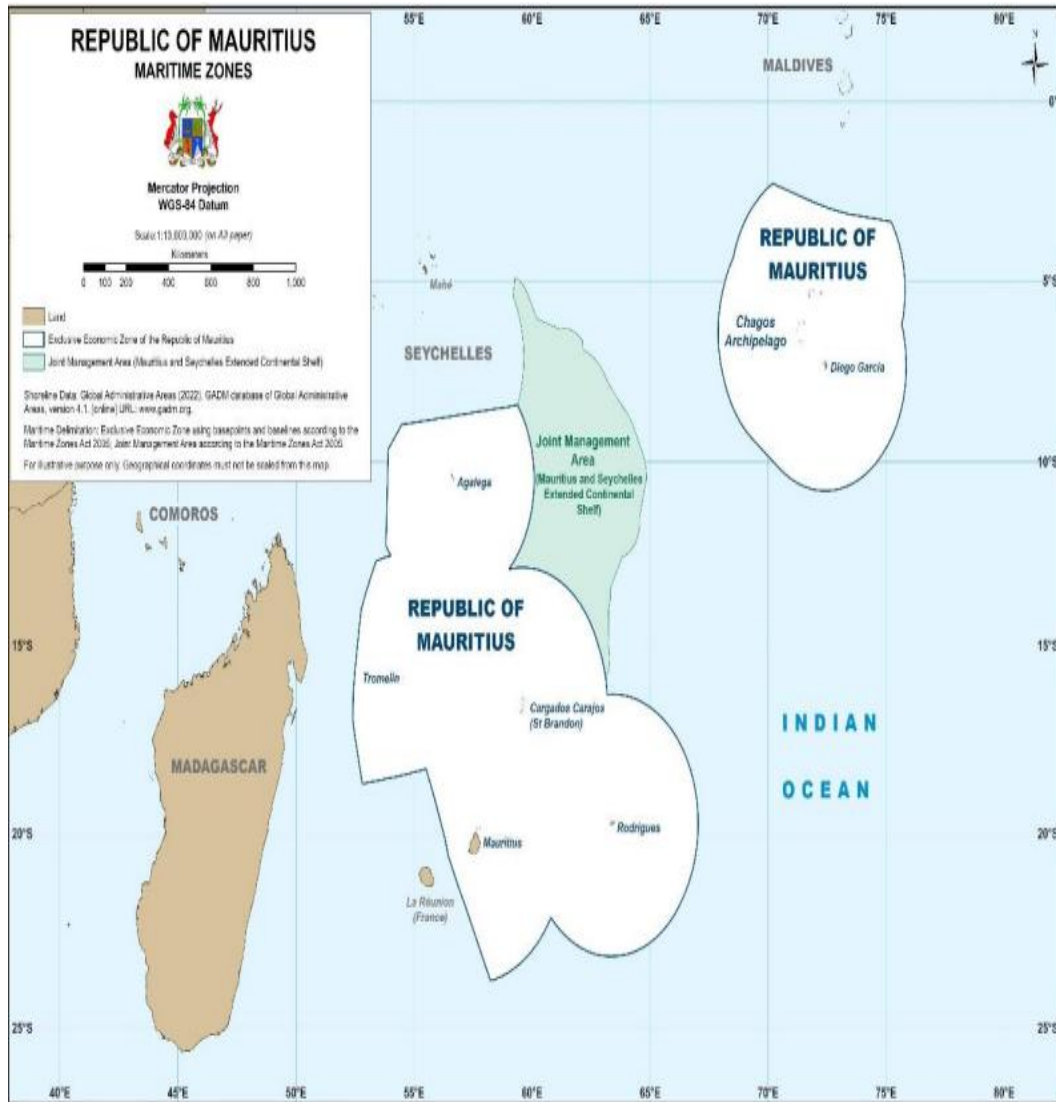 55°E 60°E 65°E 70°E 75°E 80°E
REPUBLIC OF MAURITIUS
MARITIME ZONES
Mercator Projection
WGS-84 Datum
(on A3 paper)
Kilometers
0 100 200 400 600 800 1,000
Land
Exclusive Economic Zone of the Republic of Mauritius
Joint Management Area (Mauritius and Seychelles Extended Continental Shelf)
Shoreline Data: Global Administrative Areas (2022). GADM database of Global Administrative
Areas, version 4.1. [online] URL: www.gadm.org.
Maritime Delimitation: Exclusive Economic Zone using basepoints and baselines according to the
Maritime Zones Act 2005; Joint Management Area according to the Maritime Zones Act 2005.
For illustrative purpose only. Geographical coordinates must not be scaled from this map.
N
MALDIVES
0°
REPUBLIC OF
MAURITIUS
Mahé
5°S
Chagos
Archipelago
Diego Garcia
SEYCHELLES
Joint Management
Area
(Mauritius and Seychelles
Extended Continental
Shelf)
10°S
Agalega
COMOROS
REPUBLIC OF
MAURITIUS
15°S 15°S
Tromelin
Cargados Carajos
(St Brandon)
INDIAN
OCEAN
MADAGASCAR
Rodrigues
20°S 20°S
Mauritius
La Réunion
(France)
25°S 25°S
40°E 45°E 50°E 55°E 60°E 65°E 70°E 75°E 80°E